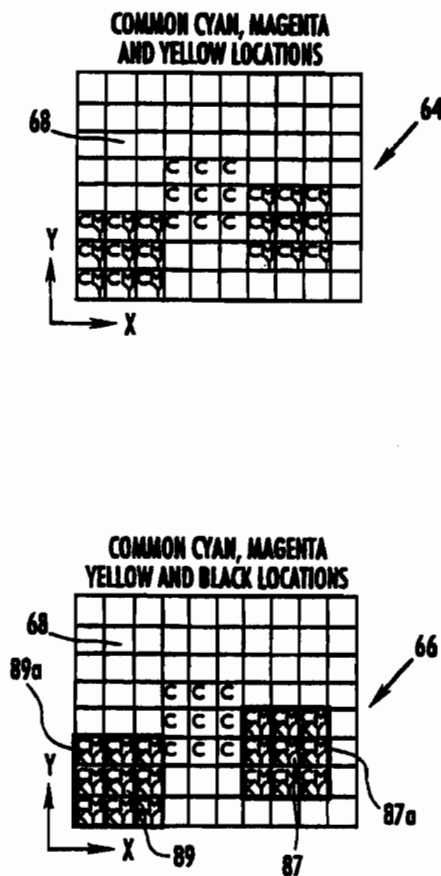 COMMON CYAN, MAGENTA
AND YELLOW LOCATIONS
68
64
C C C
C C C
C C C
Y
X
COMMON CYAN, MAGENTA
YELLOW AND BLACK LOCATIONS
68
66
89a
C C C
C C C
C C C
Y
X
89
87
87a